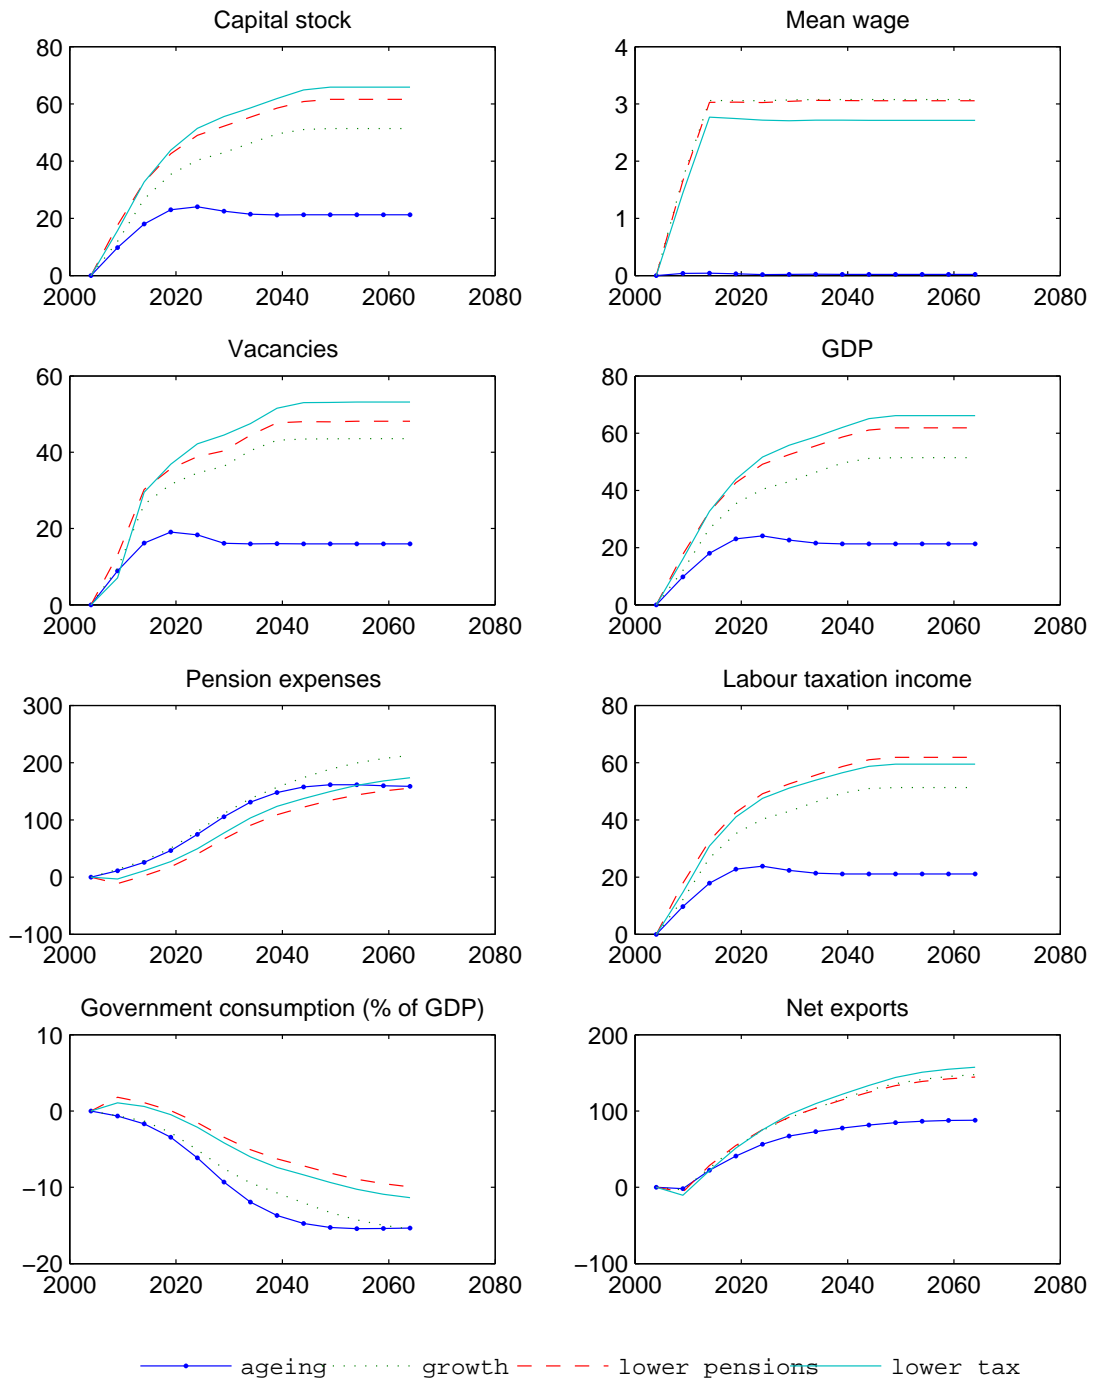 Capital stock
80
60
40
20
0
2000 2020 2040 2060 2080
Mean wage
4
3
2
1
0
2000 2020 2040 2060 2080
Vacancies
60
40
20
0
2000 2020 2040 2060 2080
GDP
80
60
40
20
0
2000 2020 2040 2060 2080
Pension expenses
300
200
100
0
−100
2000 2020 2040 2060 2080
Labour taxation income
80
60
40
20
0
2000 2020 2040 2060 2080
Government consumption (% of GDP)
10
0
−10
−20
2000 2020 2040 2060 2080
Net exports
200
100
0
−100
2000 2020 2040 2060 2080
ageing growth lower pensions lower tax